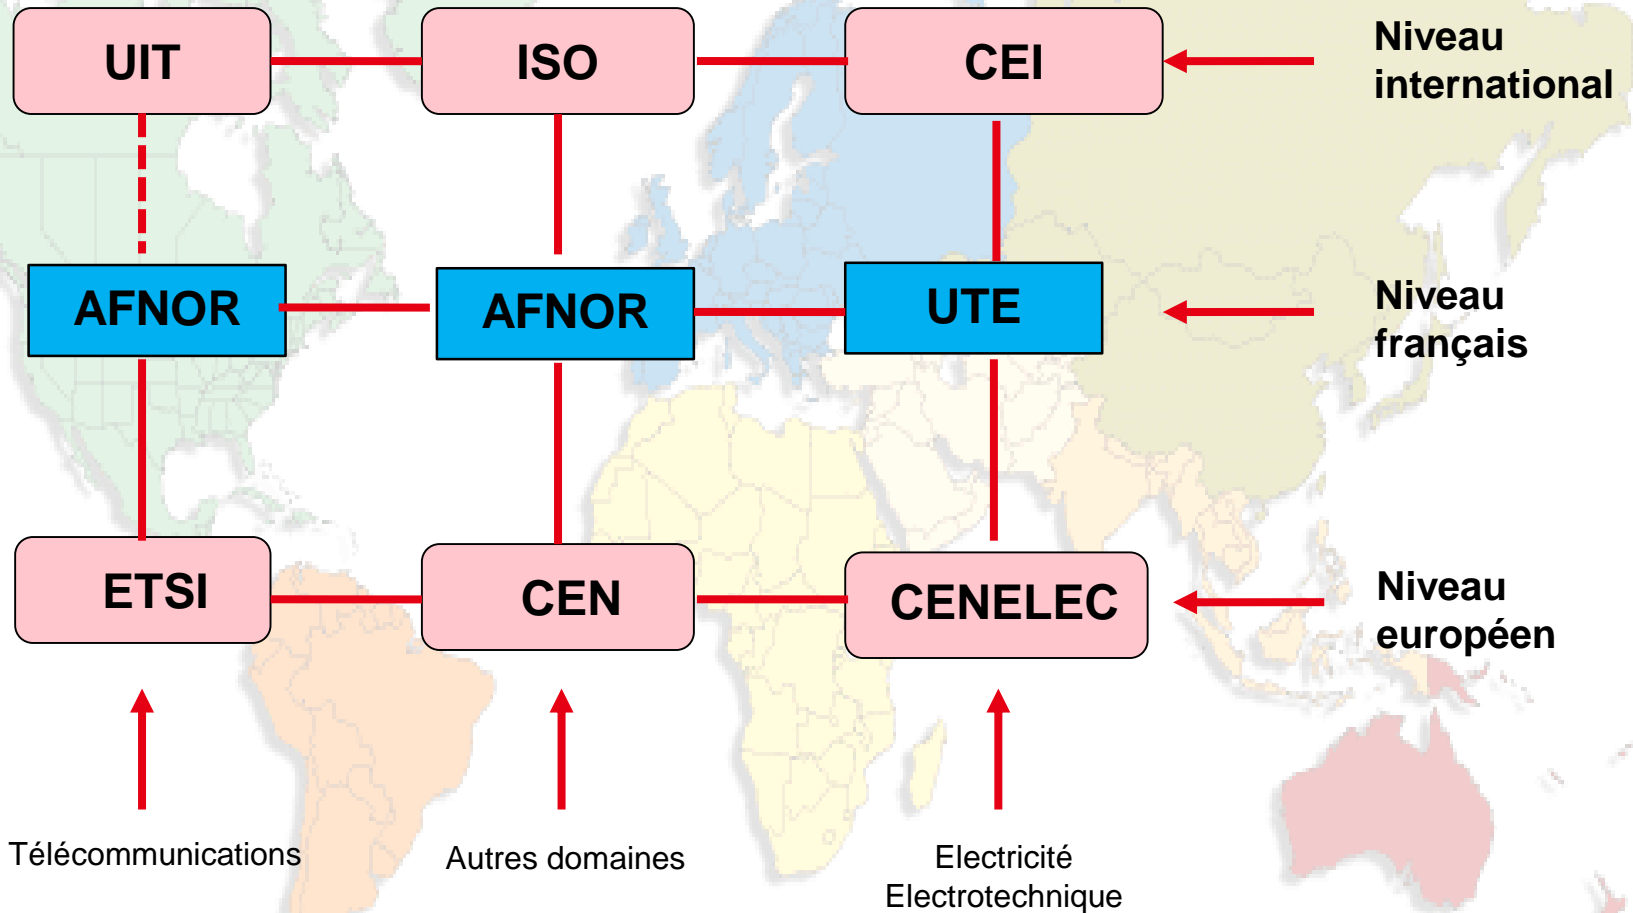 UIT
ISO
CEI
Niveau
international
AFNOR
AFNOR
UTE
Niveau
français
ETSI
CEN
CENELEC
Niveau
européen
Télécommunications
Autres domaines
Electricité
Electrotechnique